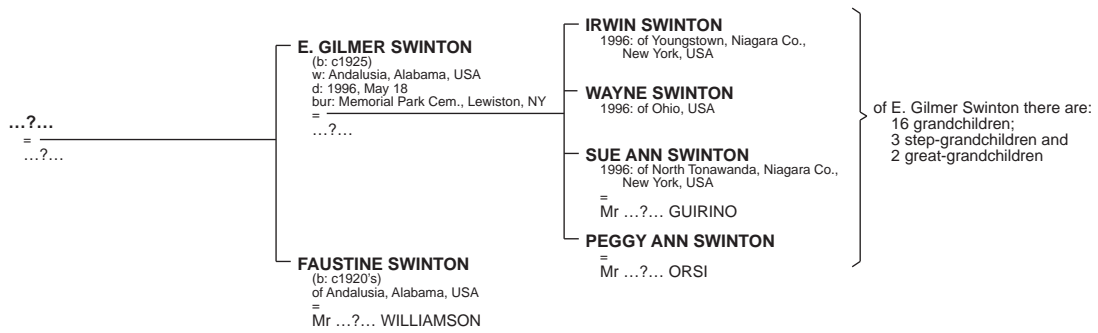 …?…
=
…?…
E. GILMER SWINTON
(b: c1925)
w: Andalusia, Alabama, USA
d: 1996, May 18
bur: Memorial Park Cem., Lewiston, NY
=
…?…
FAUSTINE SWINTON
(b: c1920's)
of Andalusia, Alabama, USA
=
Mr …?… WILLIAMSON
IRWIN SWINTON
1996: of Youngstown, Niagara Co.,
New York, USA
WAYNE SWINTON
1996: of Ohio, USA
SUE ANN SWINTON
1996: of North Tonawanda, Niagara Co.,
New York, USA
=
Mr …?… GUIRINO
PEGGY ANN SWINTON
=
Mr …?… ORSI
of E. Gilmer Swinton there are:
16 grandchildren;
3 step-grandchildren and
2 great-grandchildren